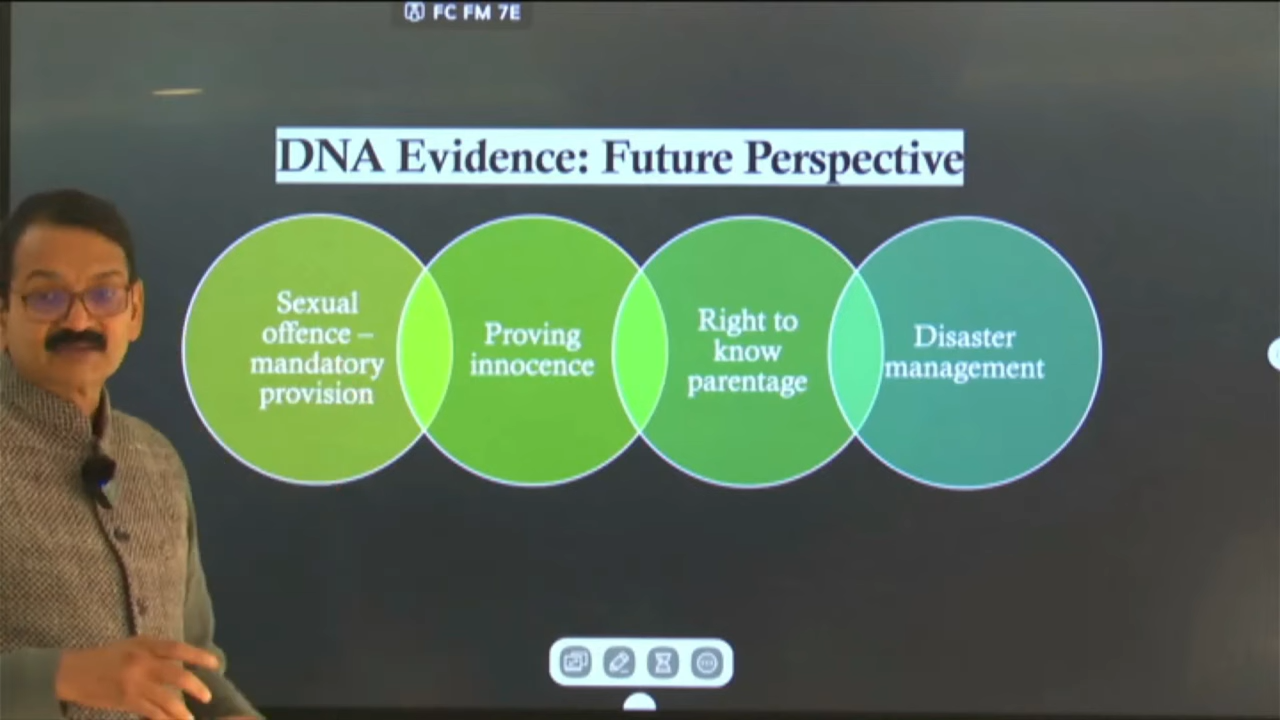 FC FM 7E
DNA Evidence: Future Perspective
Sexual
offence –
mandatory
provision
Proving
innocence
Right to
know
parentage
Disaster
management